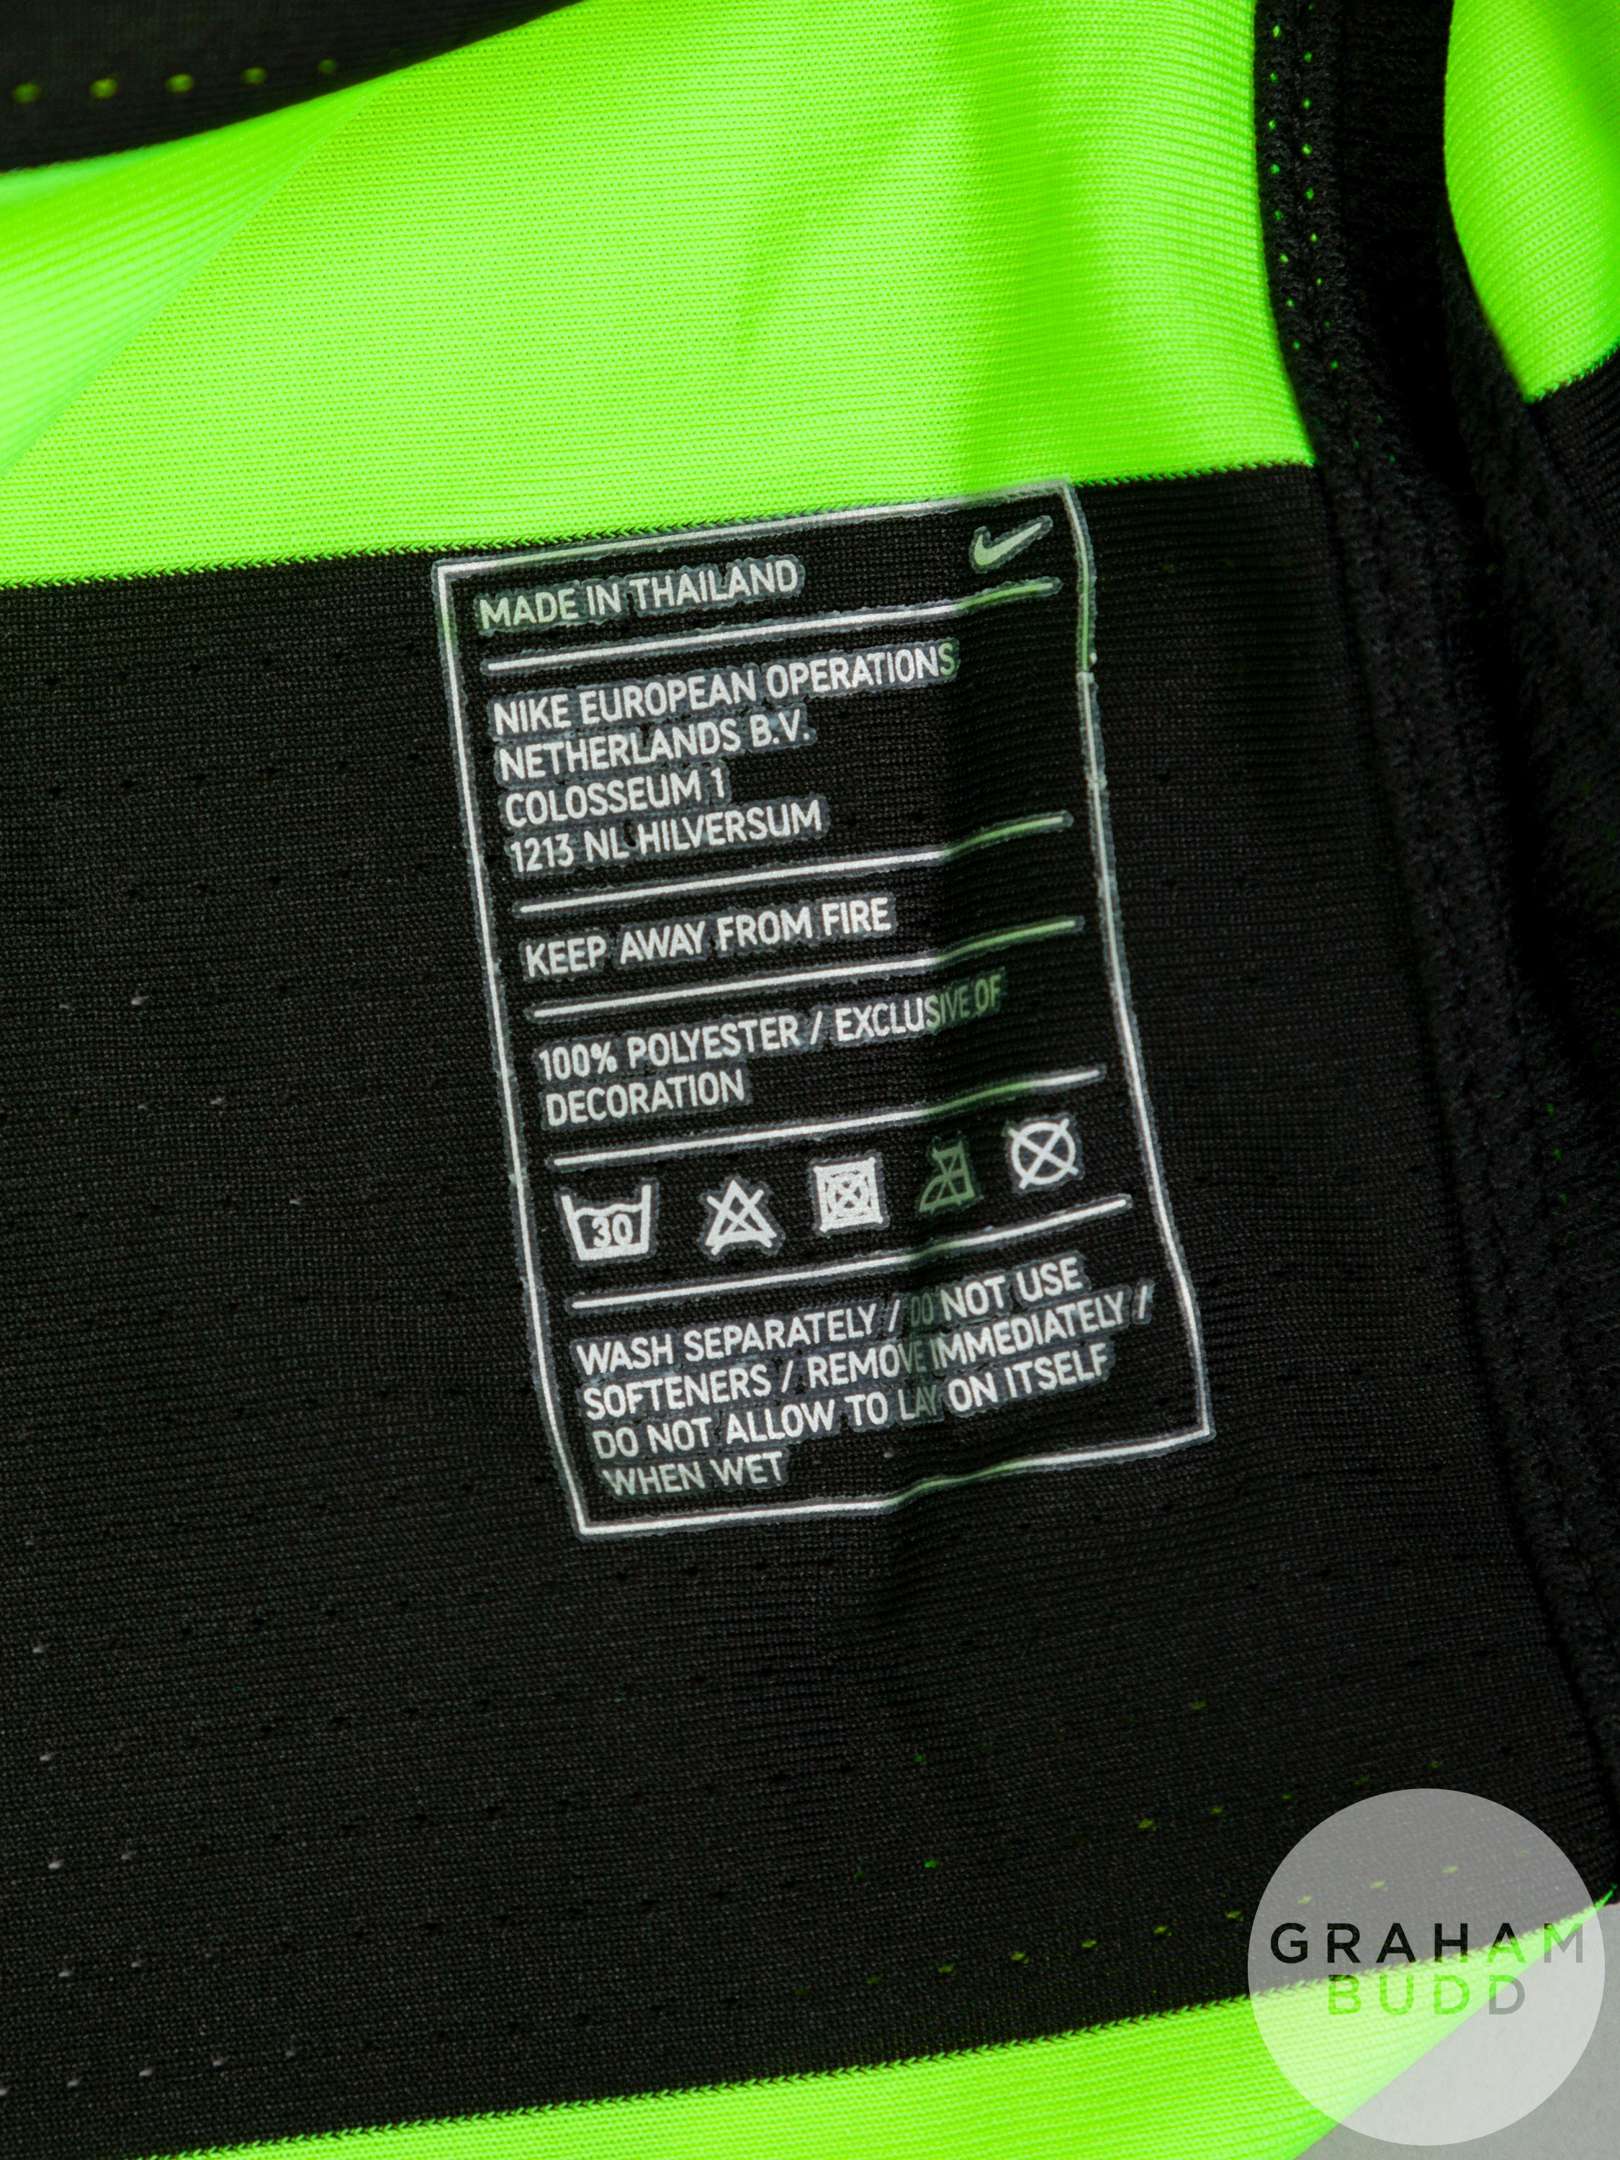 MADE IN THAILAND
NIKE EUROPEAN OPERATIONS
NETHERLANDS B.V.
COLOSSEUM 1
1213 NL HILVERSUM
KEEP AWAY FROM FIRE
100% POLYESTER / EXCLUSIVE OF
DECORATION
30
WASH SEPARATELY / DO NOT USE
SOFTENERS / REMOVE IMMEDIATELY /
DO NOT ALLOW TO LAY ON ITSELF
WHEN WET
GRAHAM
BUDD